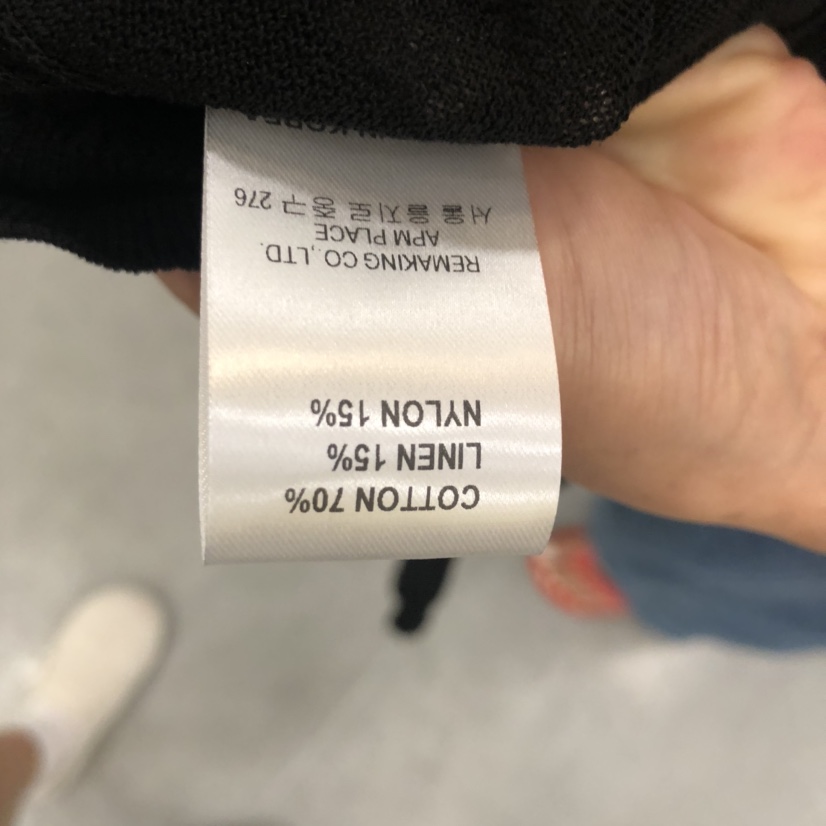 COTTON 70%
LINEN 15%
NYLON 15%
REMAKING CO.,LTD.
APM PLACE
서울 을지로 중구 276
KOREA